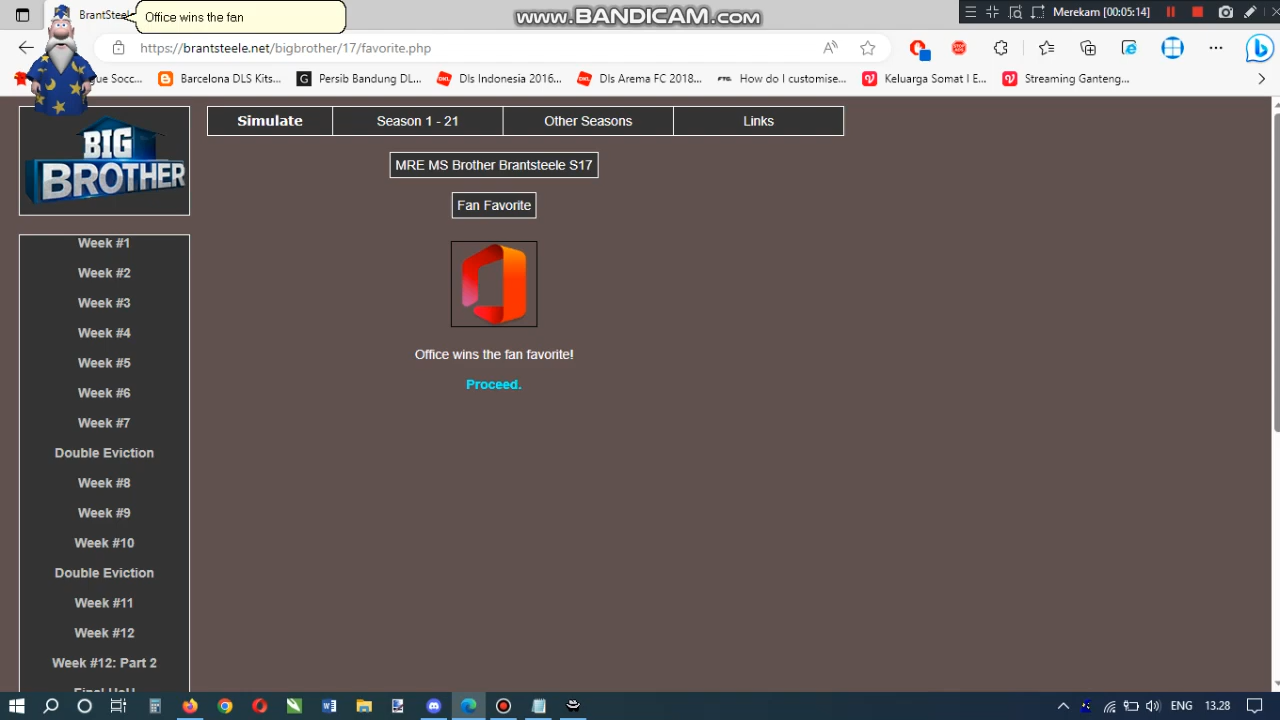 BrantSteel
Office wins the fan
www.BANDICAM.com
Merekam [00:05:14]
https://brantsteele.net/bigbrother/17/favorite.php
gue Socc...
Barcelona DLS Kits...
Persib Bandung DL...
Dls Indonesia 2016...
Dls Arema FC 2018...
How do I customise...
Keluarga Somat I E...
Streaming Ganteng...
BIG
BROTHER
Simulate
Season 1 - 21
Other Seasons
Links
MRE MS Brother Brantsteele S17
Fan Favorite
Office wins the fan favorite!
Proceed.
Week #1
Week #2
Week #3
Week #4
Week #5
Week #6
Week #7
Double Eviction
Week #8
Week #9
Week #10
Double Eviction
Week #11
Week #12
Week #12: Part 2
Final HoH
ENG
13.28